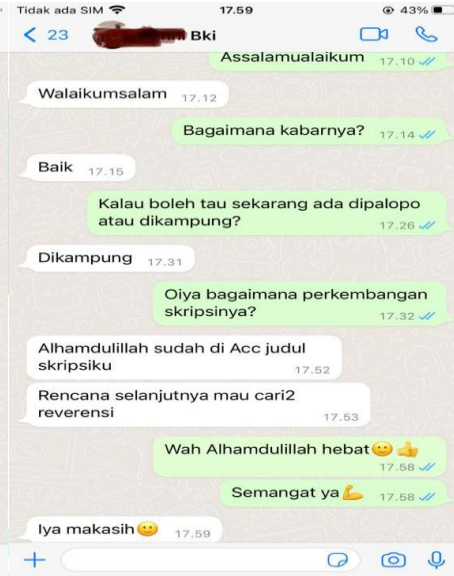 Tidak ada SIM 17.59 43%
23 Bki
Assalamualaikum 17.10
Walaikumsalam 17.12
Bagaimana kabarnya? 17.14
Baik 17.15
Kalau boleh tau sekarang ada dipalopo
atau dikampung? 17.26
Dikampung 17.31
Oiya bagaimana perkembangan
skripsinya? 17.32
Alhamdulillah sudah di Acc judul
skripsiku 17.52
Rencana selanjutnya mau cari2
reverensi 17.53
Wah Alhamdulillah hebat🙂👍
17.58
Semangat ya💪 17.58
Iya makasih🙂 17.59